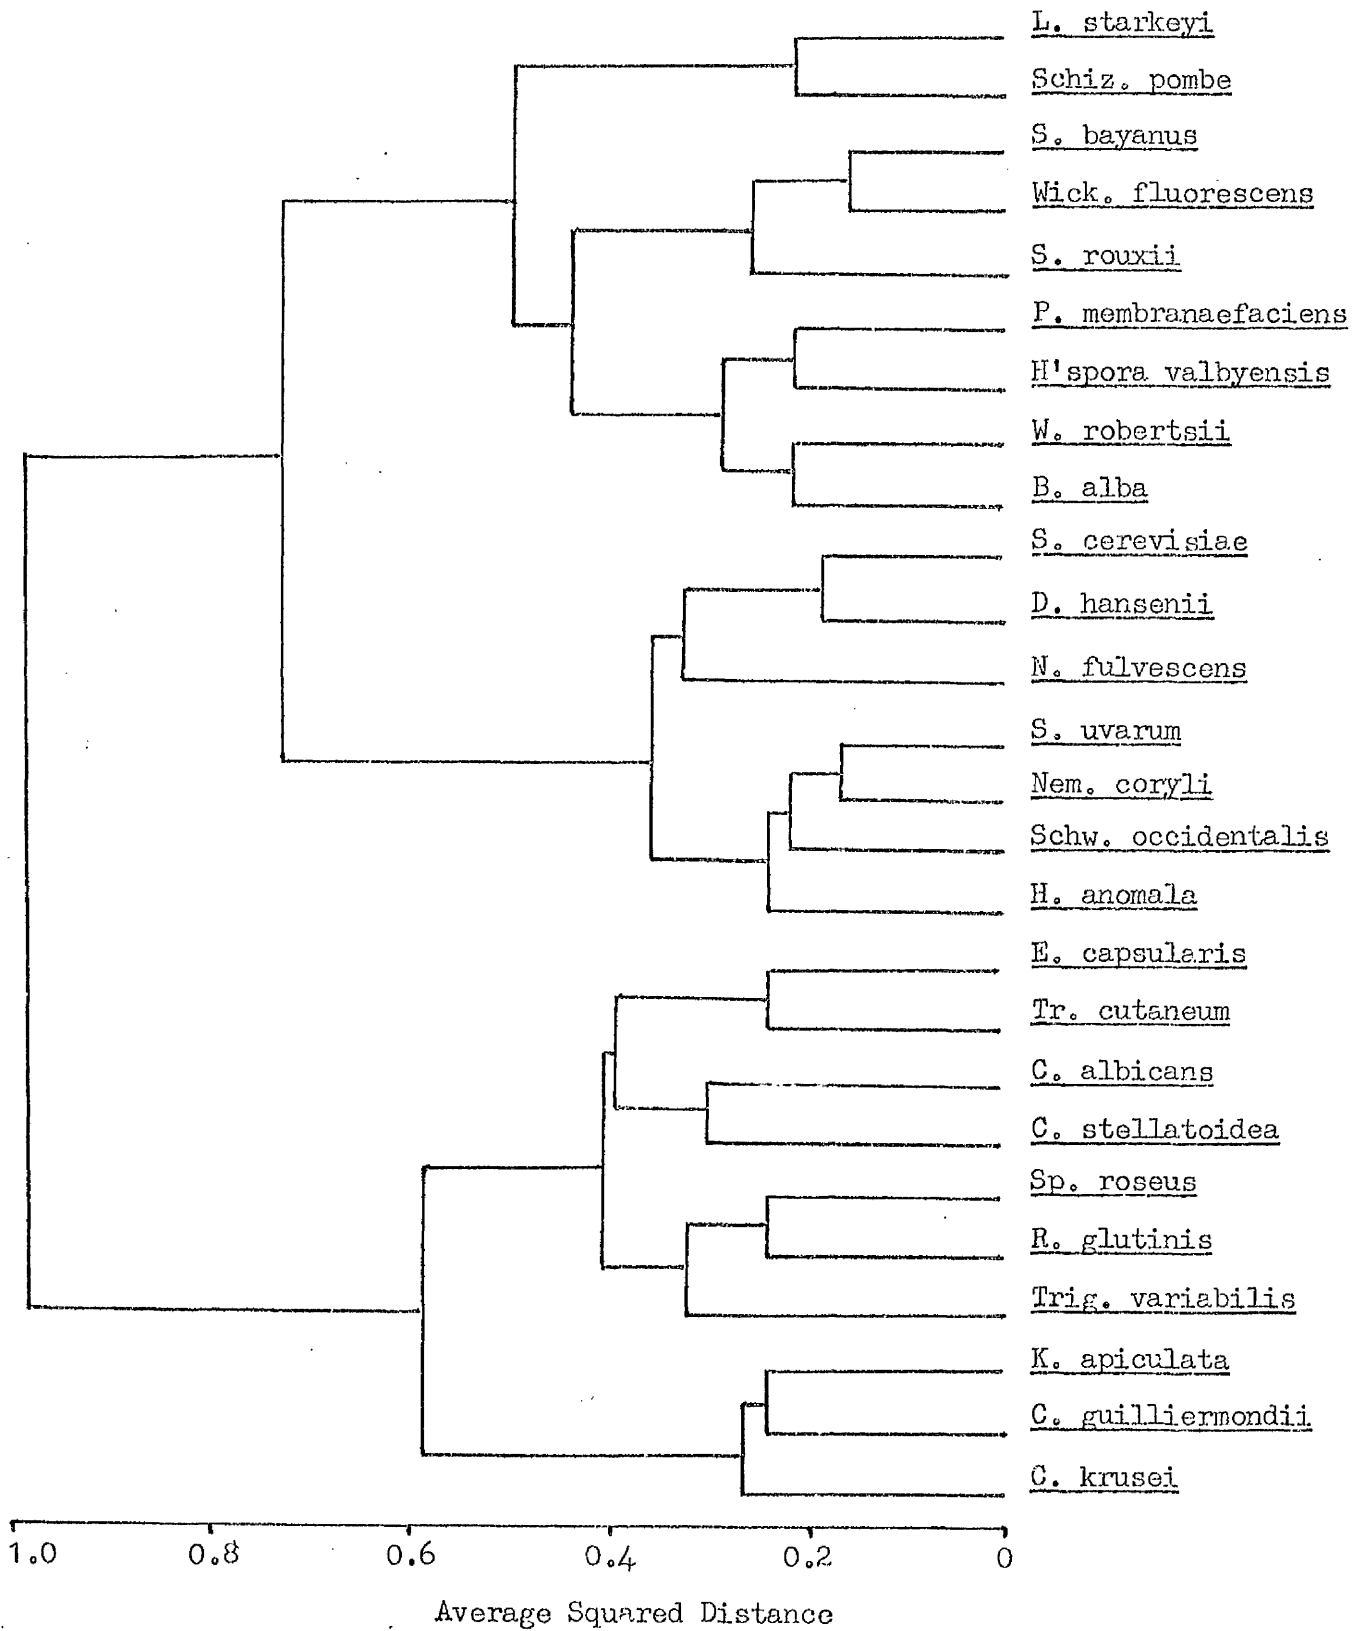 L. starkeyi
Schiz. pombe
S. bayanus
Wick. fluorescens
S. rouxii
P. membranaefaciens
H'spora valbyensis
W. robertsii
B. alba
S. cerevisiae
D. hansenii
N. fulvescens
S. uvarum
Nem. coryli
Schw. occidentalis
H. anomala
E. capsularis
Tr. cutaneum
C. albicans
C. stellatoidea
Sp. roseus
R. glutinis
Trig. variabilis
K. apiculata
C. guilliermondii
C. krusei
1.0 0.8 0.6 0.4 0.2 0
Average Squared Distance